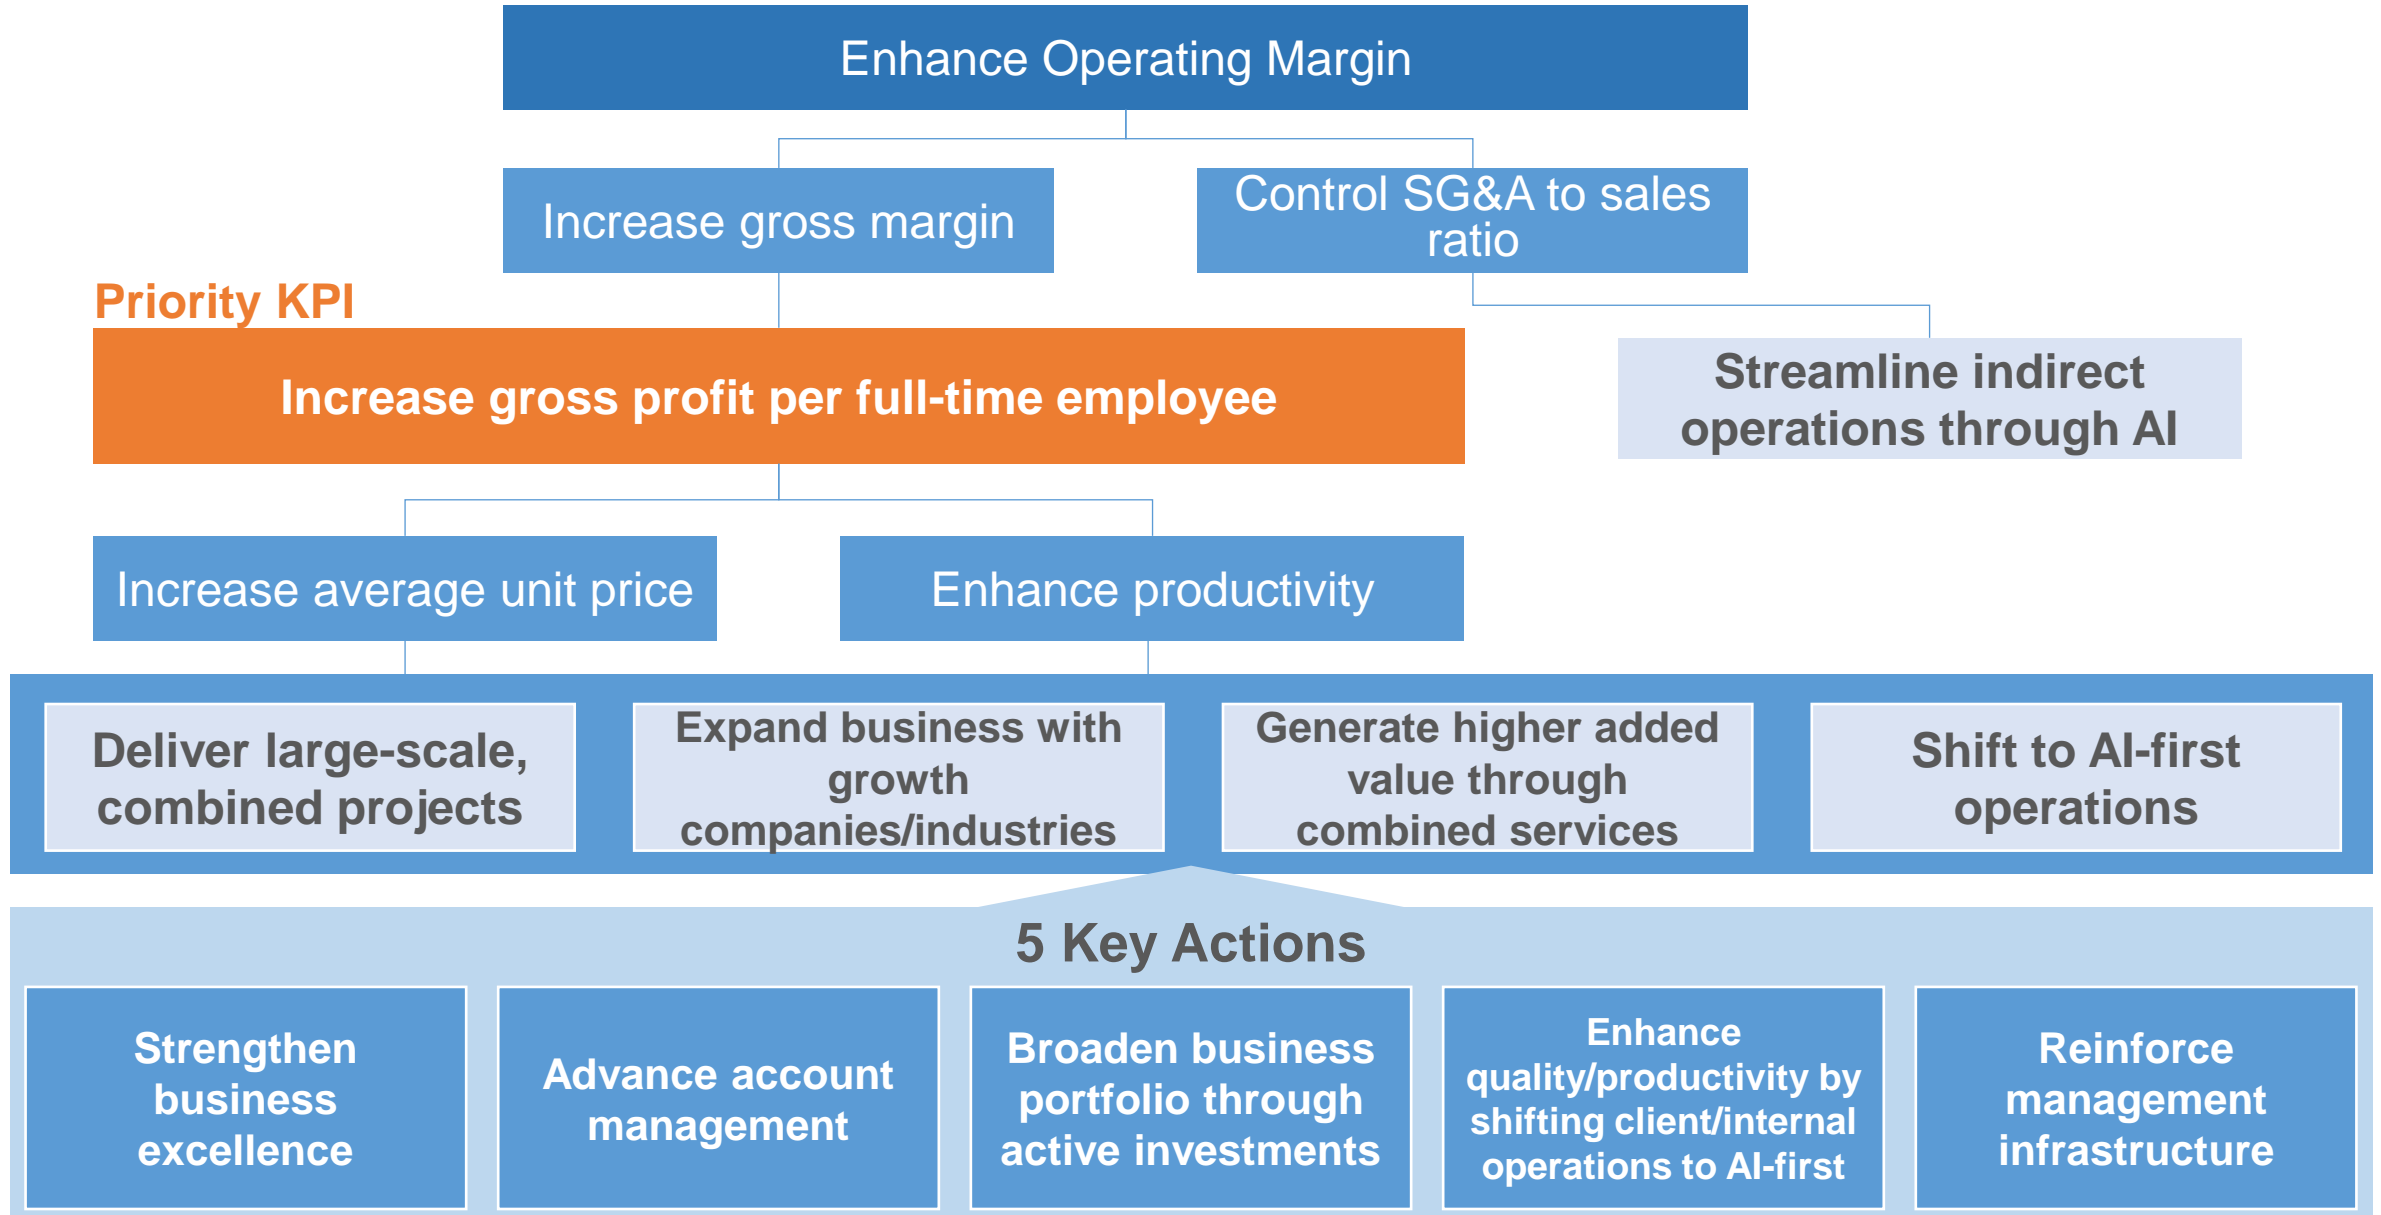 Enhance Operating Margin
Increase gross margin
Control SG&A to sales
ratio
Priority KPI
Increase gross profit per full-time employee
Streamline indirect
operations through AI
Increase average unit price
Enhance productivity
Deliver large-scale,
combined projects
Expand business with
growth
companies/industries
Generate higher added
value through
combined services
Shift to AI-first
operations
5 Key Actions
Strengthen
business
excellence
Advance account
management
Broaden business
portfolio through
active investments
Enhance
quality/productivity by
shifting client/internal
operations to AI-first
Reinforce
management
infrastructure